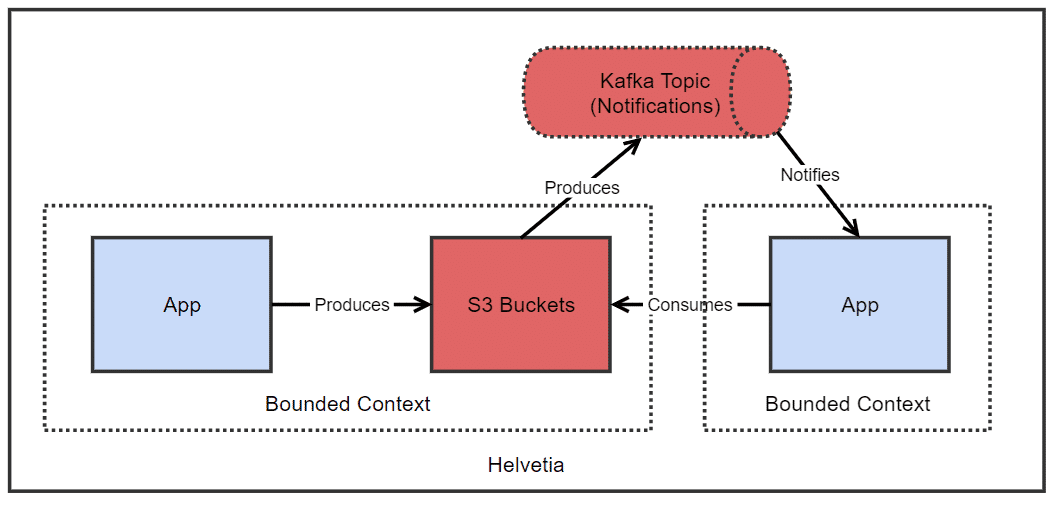 Kafka Topic
(Notifications)
Produces
Notifies
App
Produces
S3 Buckets
Consumes
App
Bounded Context
Bounded Context
Helvetia